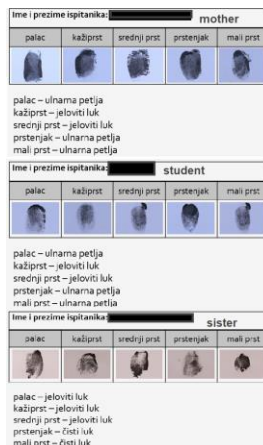 Ime i prezime ispitanika: mother
palac kažiprst srednji prst prstenjak mali prst
palac – ulnarna petlja
kažiprst – jeloviti luk
srednji prst – jeloviti luk
prstenjak – ulnarna petlja
mali prst – ulnarna petlja
Ime i prezime ispitanika: student
palac kažiprst srednji prst prstenjak mali prst
palac – ulnarna petlja
kažiprst – jeloviti luk
srednji prst – jeloviti luk
prstenjak – ulnarna petlja
mali prst – ulnarna petlja
Ime i prezime ispitanika: sister
palac kažiprst srednji prst prstenjak mali prst
palac – jeloviti luk
kažiprst – jeloviti luk
srednji prst – jeloviti luk
prstenjak – čisti luk
mali prst – čisti luk